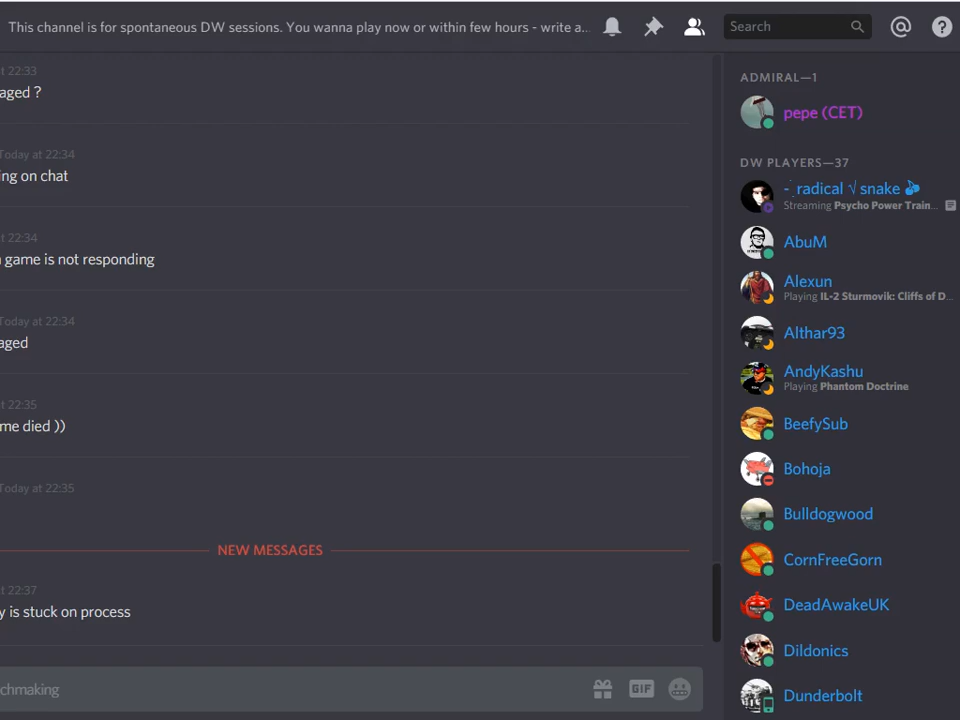 This channel is for spontaneous DW sessions. You wanna play now or within few hours - write a...
Search
t 22:33
aged ?
Today at 22:34
ing on chat
t 22:34
game is not responding
Today at 22:34
aged
t 22:35
me died ))
Today at 22:35
NEW MESSAGES
t 22:37
y is stuck on process
chmaking
GIF
ADMIRAL—1
pepe (CET)
DW PLAYERS—37
-¨radical √ snake
Streaming Psycho Power Train...
AbuM
Alexun
Playing IL-2 Sturmovik: Cliffs of D...
Althar93
AndyKashu
Playing Phantom Doctrine
BeefySub
Bohoja
Bulldogwood
CornFreeGorn
DeadAwakeUK
Dildonics
Dunderbolt